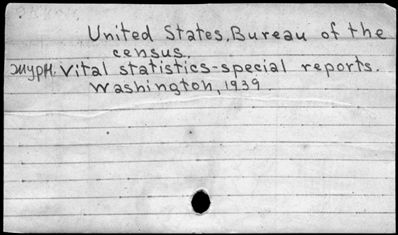 United States. Bureau of the
census.
журн. Vital statistics-special reports.
Washington, 1939